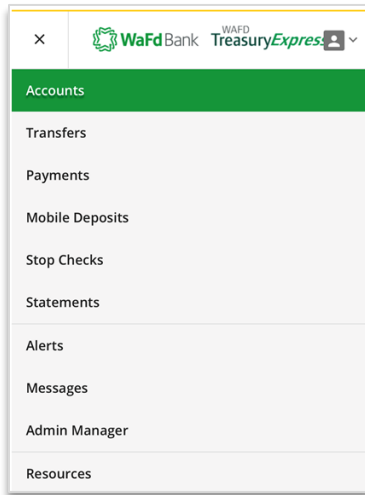 WaFd Bank
WAFD
TreasuryExpress
Accounts
Transfers
Payments
Mobile Deposits
Stop Checks
Statements
Alerts
Messages
Admin Manager
Resources